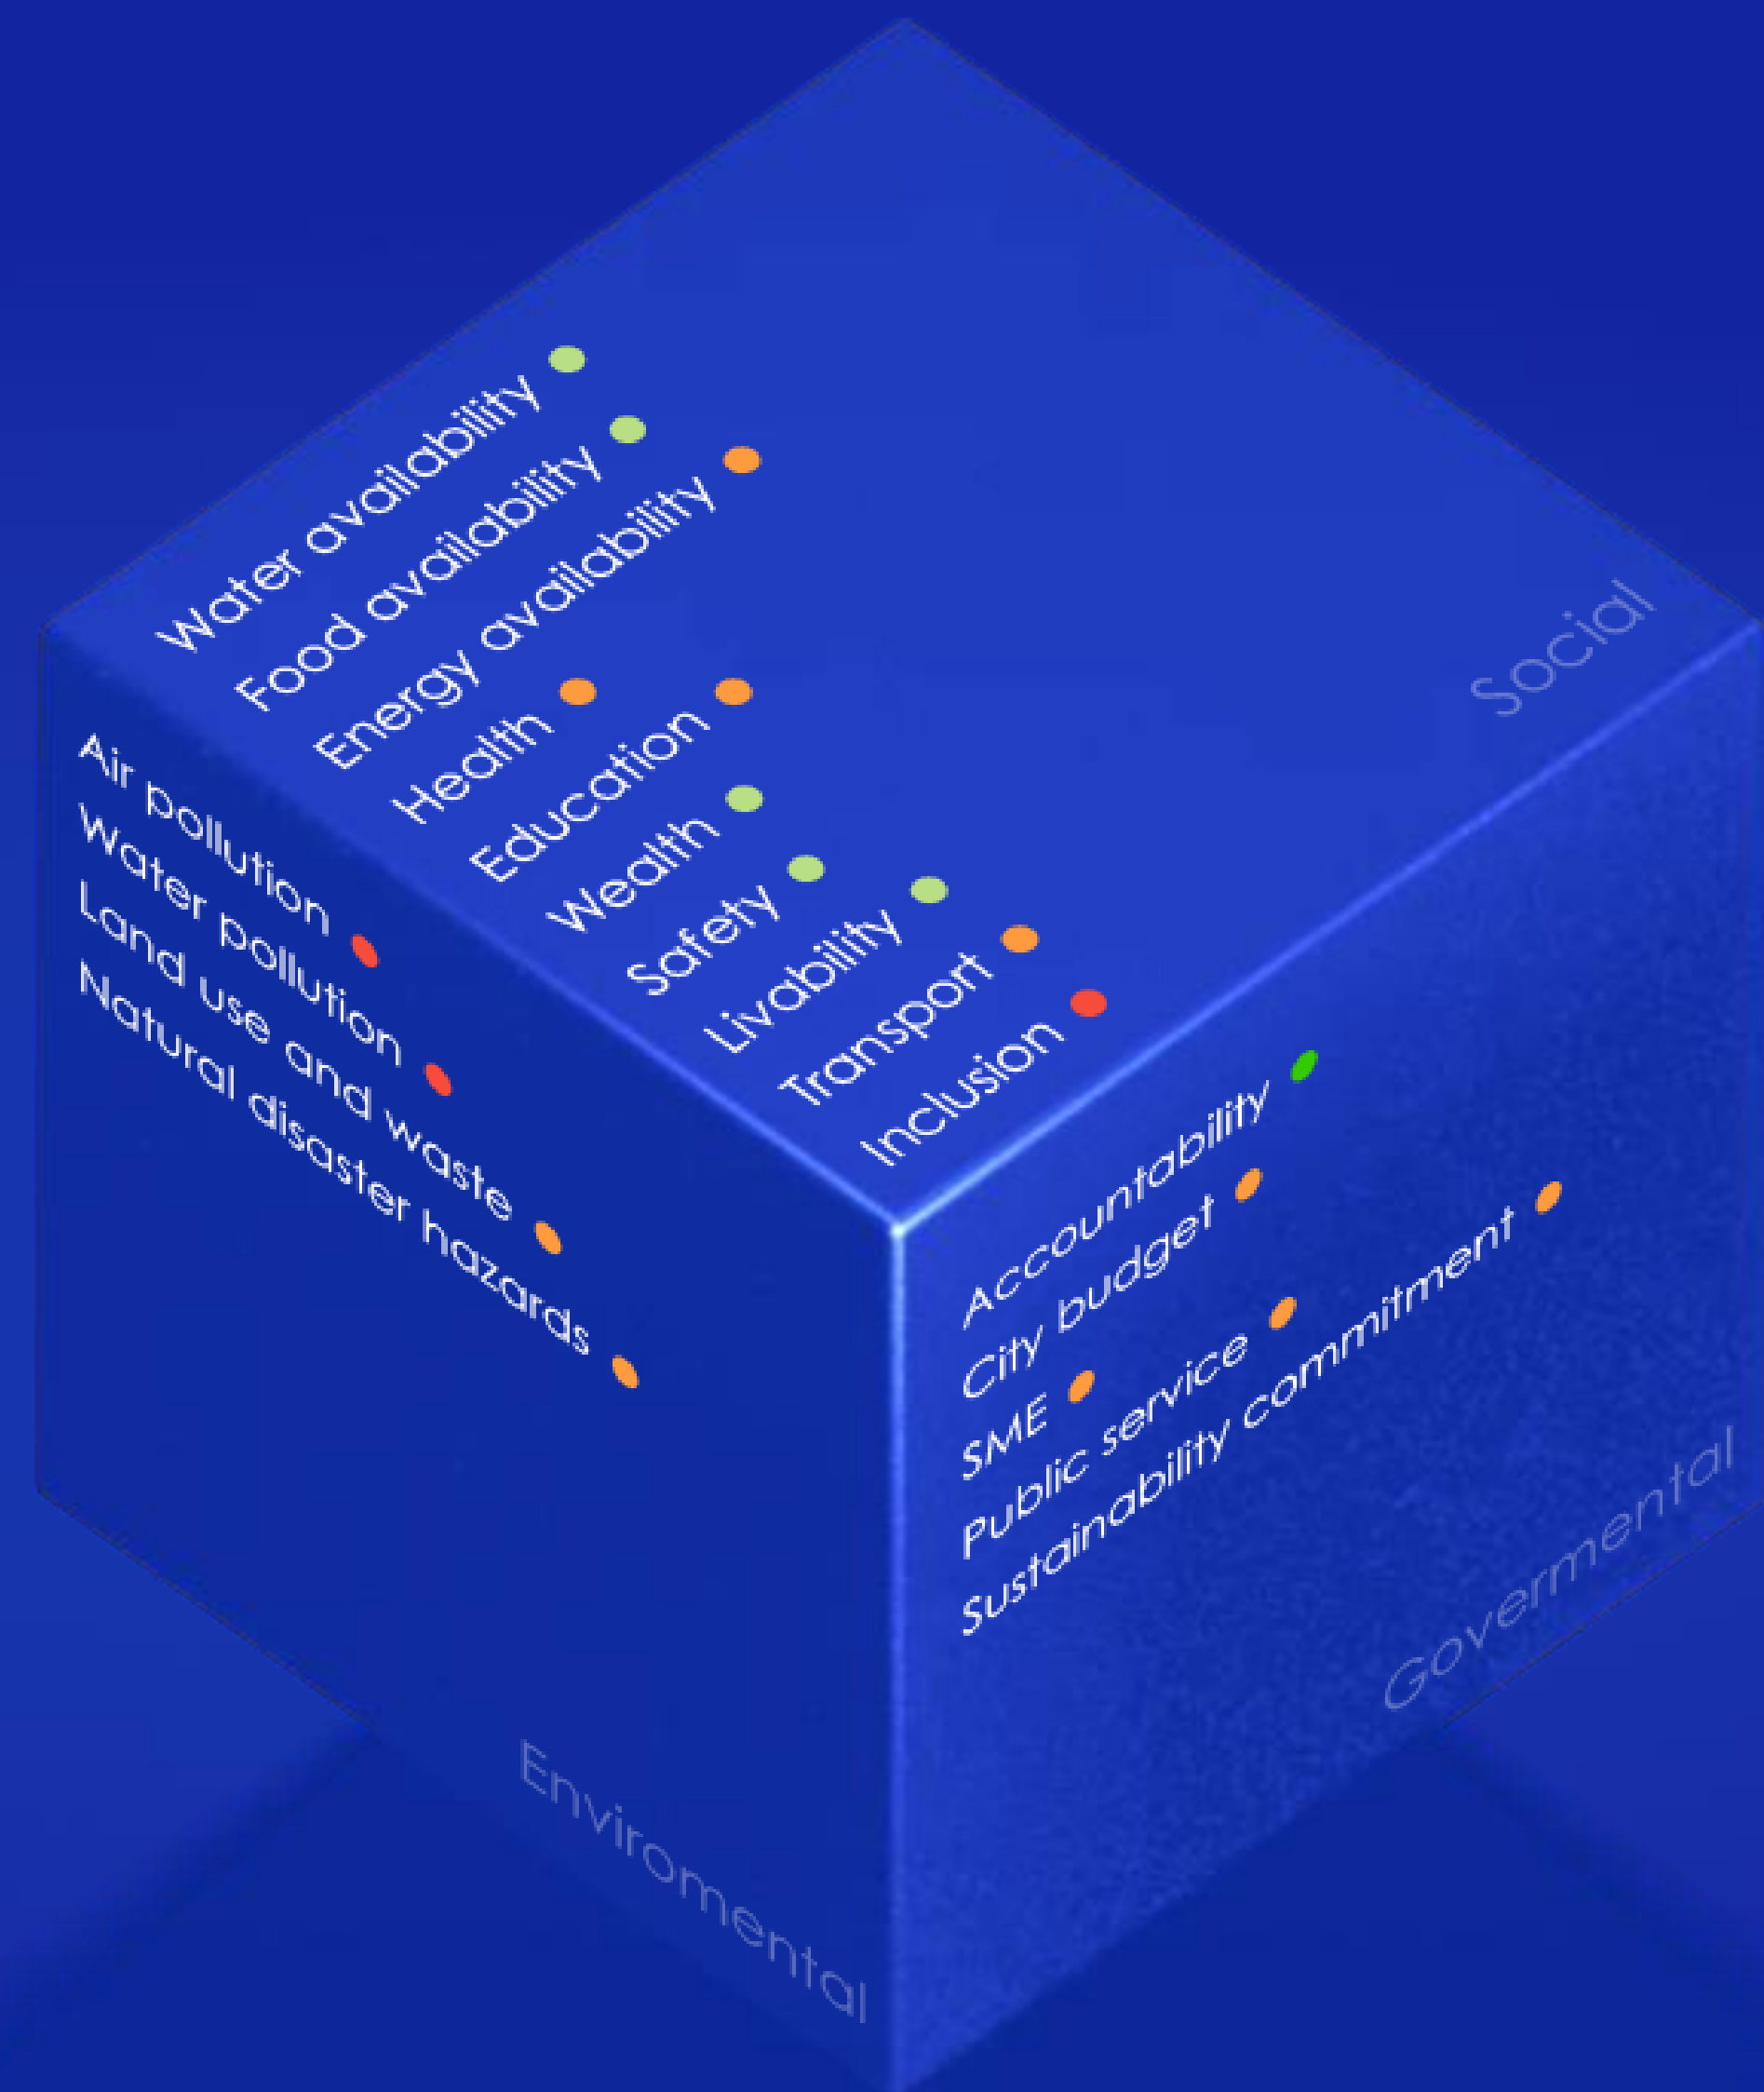 Water availability
Food availability
Energy availability
Health
Education
Wealth
Safety
Livability
Transport
Inclusion
Social
Air pollution
Water pollution
Land use and waste
Natural disaster hazards
Enviromental
Accountability
City budget
SME
Public service
Sustainability commitment
Govermental